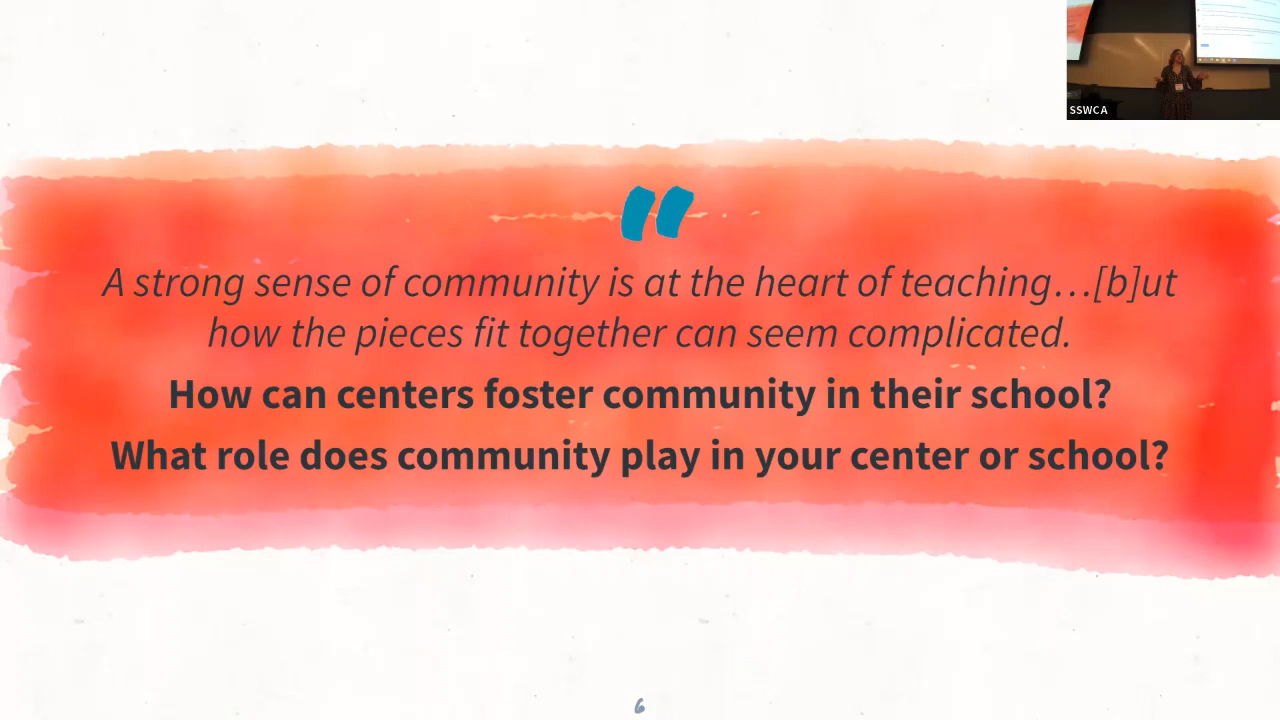 SSWCA
"
A strong sense of community is at the heart of teaching…[b]ut
how the pieces fit together can seem complicated.
How can centers foster community in their school?
What role does community play in your center or school?
6